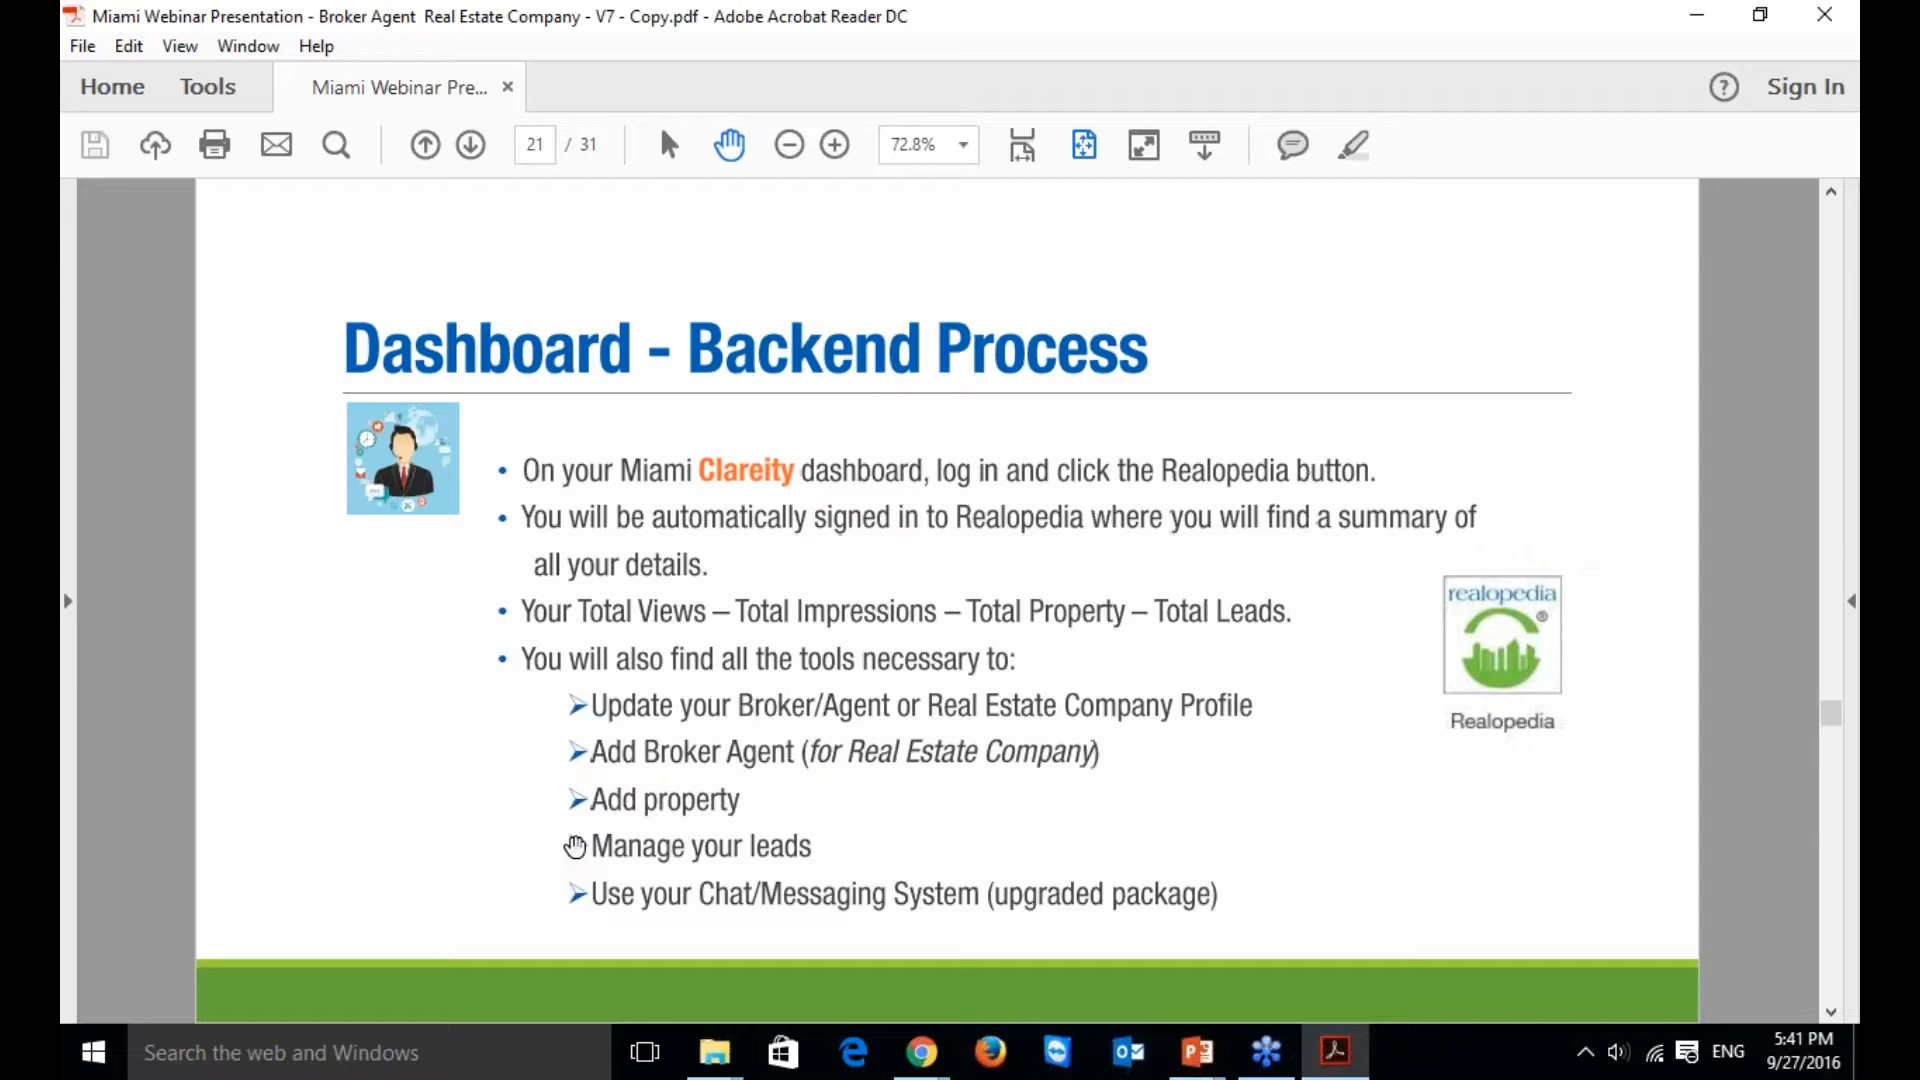 Miami Webinar Presentation - Broker Agent  Real Estate Company - V7 - Copy.pdf - Adobe Acrobat Reader DC
File Edit View Window Help
Home Tools Miami Webinar Pre... × ? Sign In
21 / 31 72.8%
Dashboard - Backend Process
• On your Miami Clareity dashboard, log in and click the Realopedia button.
• You will be automatically signed in to Realopedia where you will find a summary of
all your details.
realopedia
®
• Your Total Views – Total Impressions – Total Property – Total Leads.
• You will also find all the tools necessary to:
➢Update your Broker/Agent or Real Estate Company Profile
Realopedia
➢Add Broker Agent (for Real Estate Company)
➢Add property
Manage your leads
➢Use your Chat/Messaging System (upgraded package)
Search the web and Windows
ENG
5:41 PM
9/27/2016